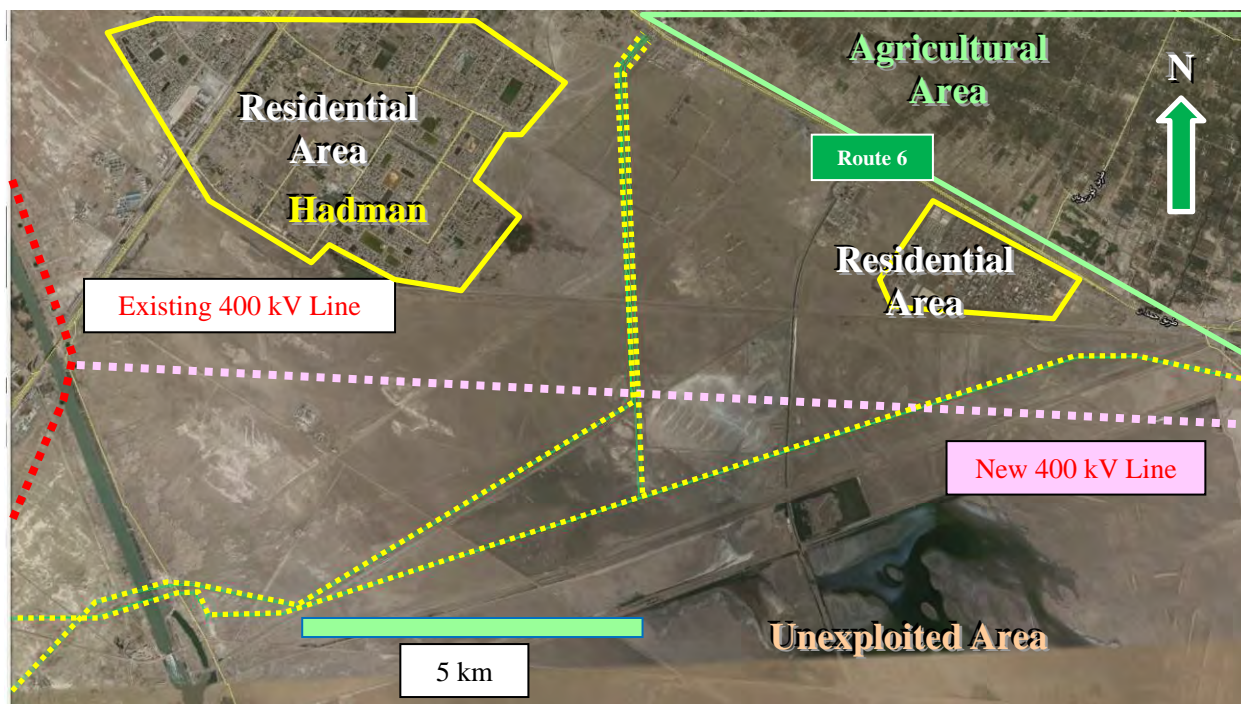 Agricultural
Area
N
Residential
Area
Route 6
Hadman
Residential
Area
Existing 400 kV Line
New 400 kV Line
Unexploited Area
5 km